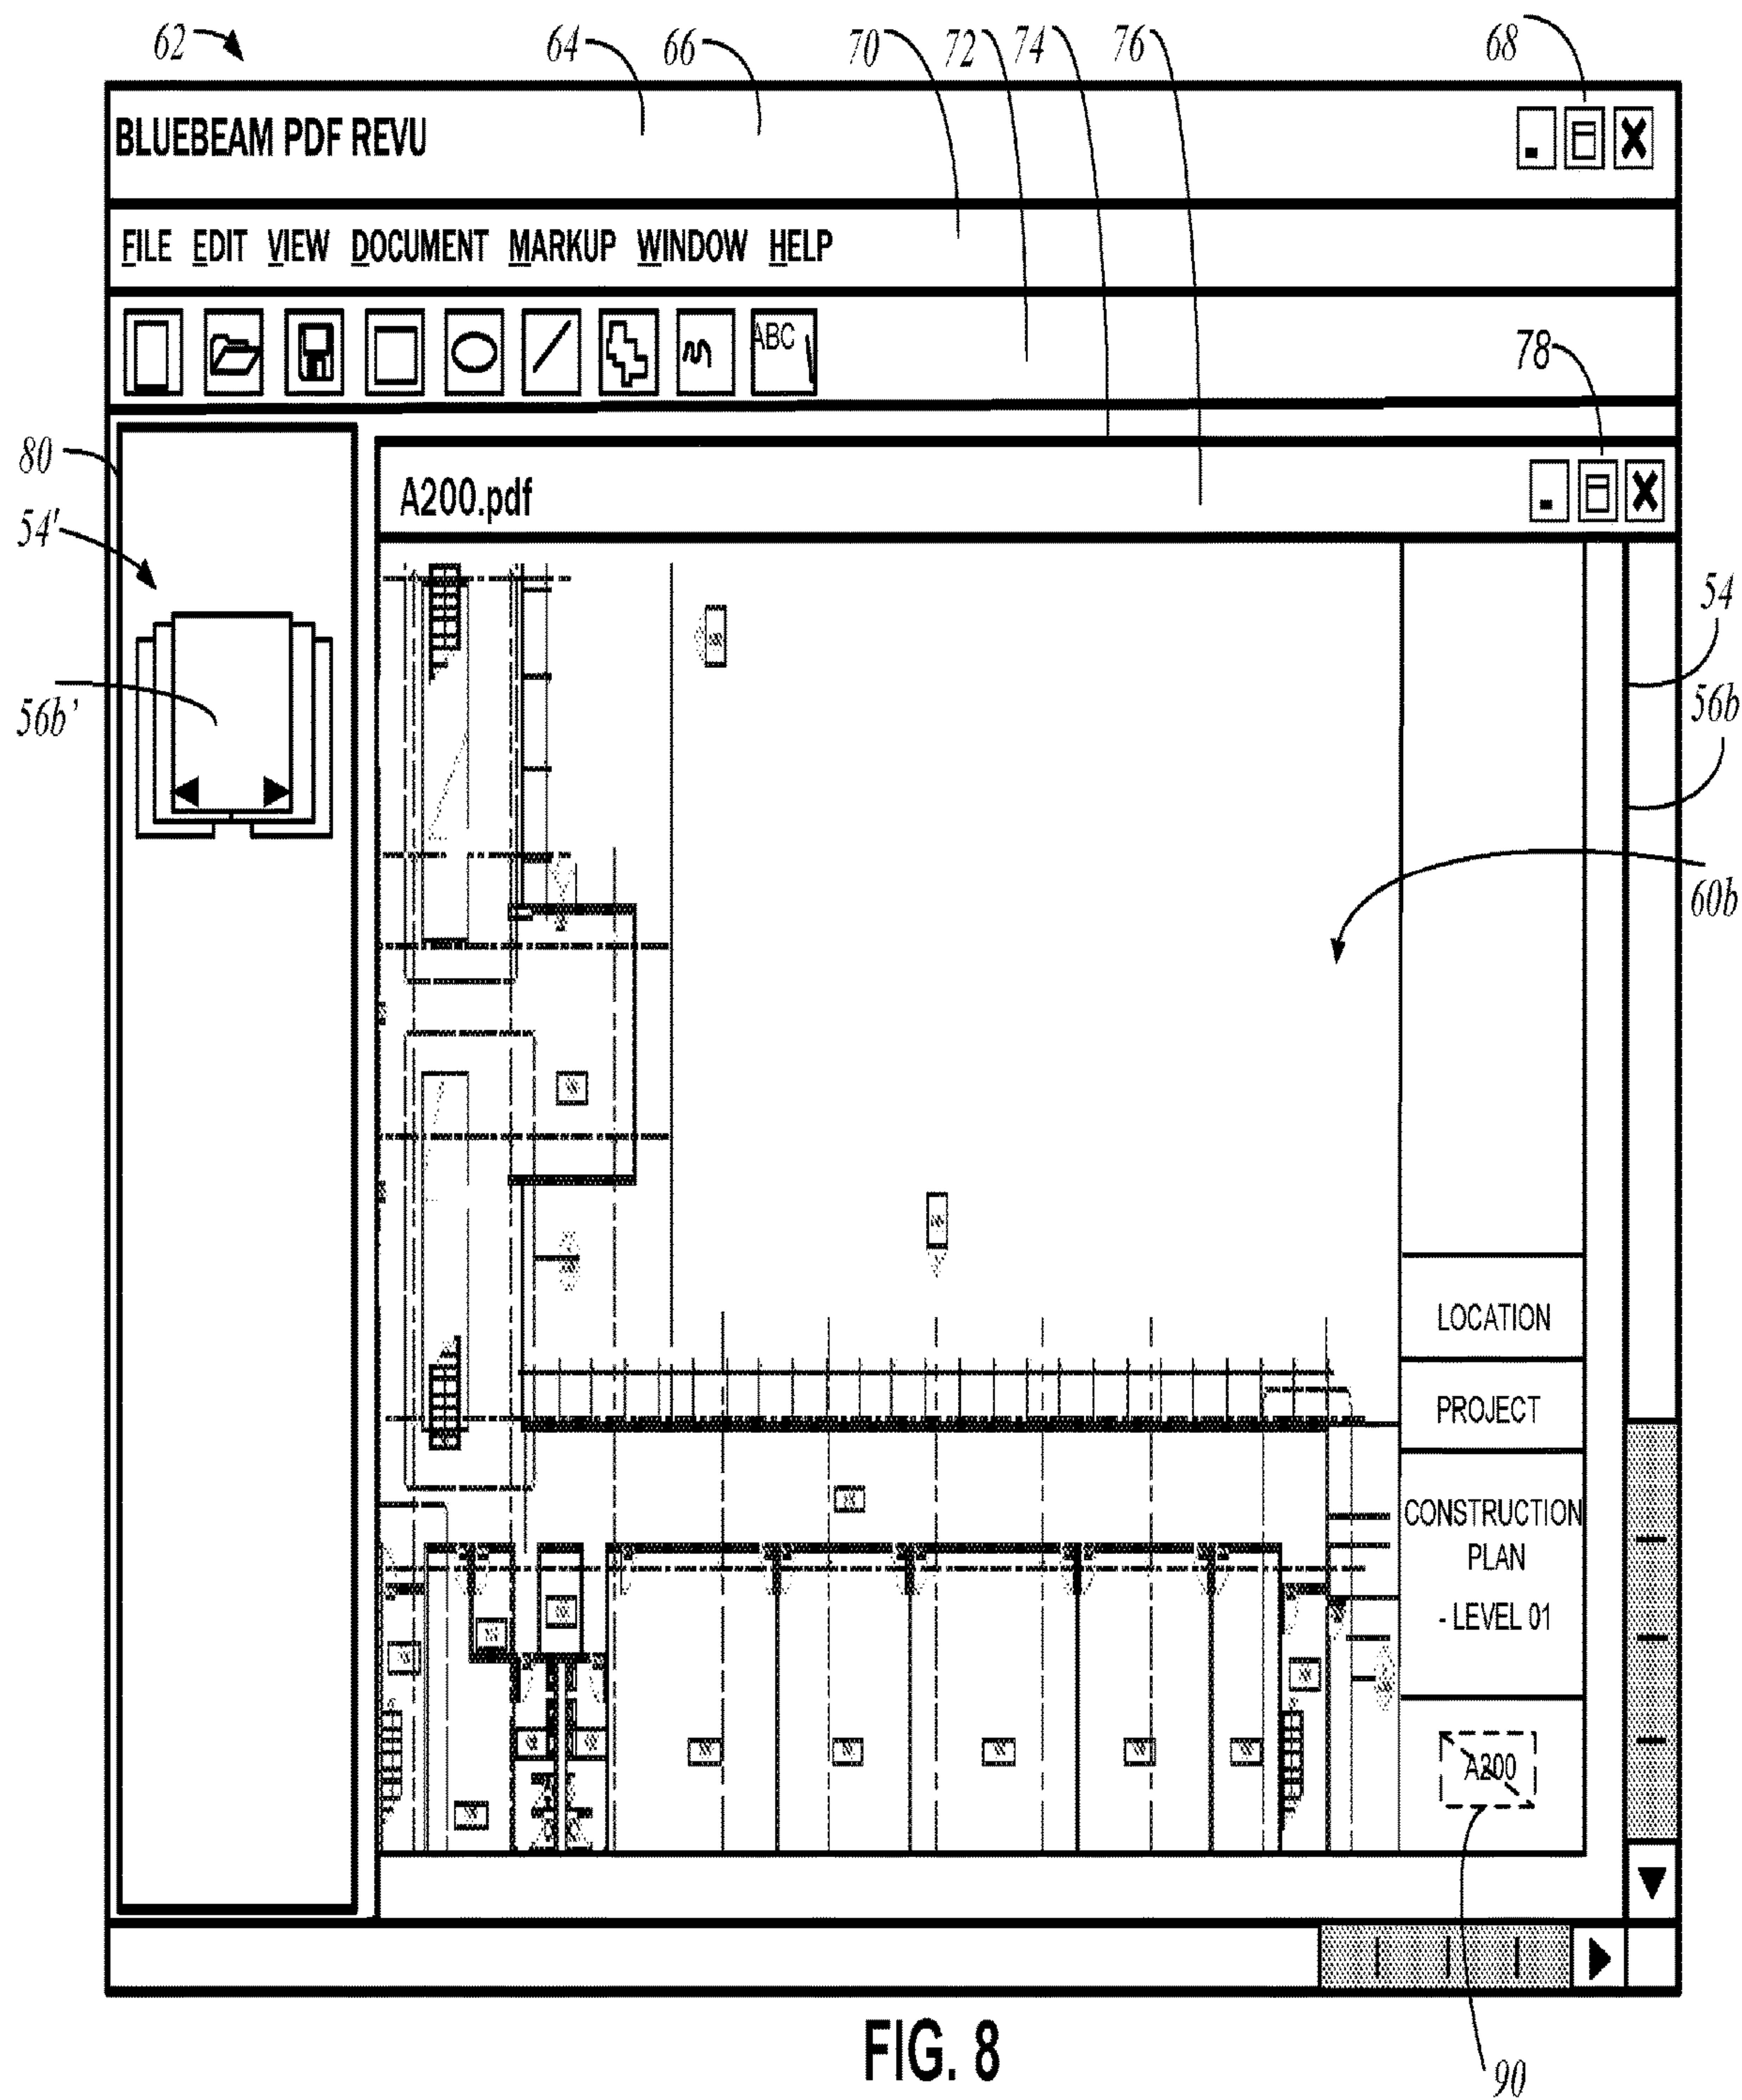 62 64 66 70 72 74 76 68
BLUEBEAM PDF REVU
FILE EDIT VIEW DOCUMENT MARKUP WINDOW HELP
ABC
78
80
A200.pdf
54'
54
56b'
56b
60b
LOCATION
PROJECT
CONSTRUCTION
PLAN
- LEVEL 01
A200
FIG. 8
90